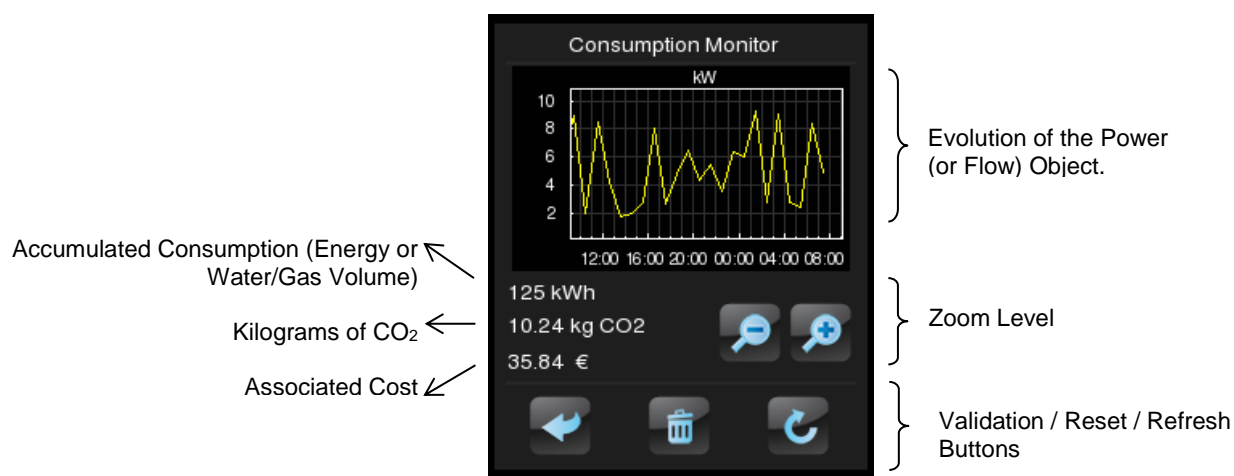 Consumption Monitor
kW
10
8
6
4
2
12:00 16:00 20:00 00:00 04:00 08:00
Evolution of the Power
(or Flow) Object.
Accumulated Consumption (Energy or
Water/Gas Volume)
Kilograms of CO₂
Associated Cost
125 kWh
10.24 kg CO2
35.84 €
Zoom Level
Validation / Reset / Refresh
Buttons